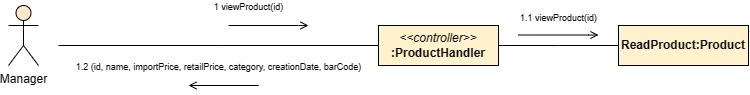 1 viewProduct(id)
1.1 viewProduct(id)
<<controller>>
:ProductHandler
ReadProduct:Product
Manager
1.2 (id, name, importPrice, retailPrice, category, creationDate, barCode)